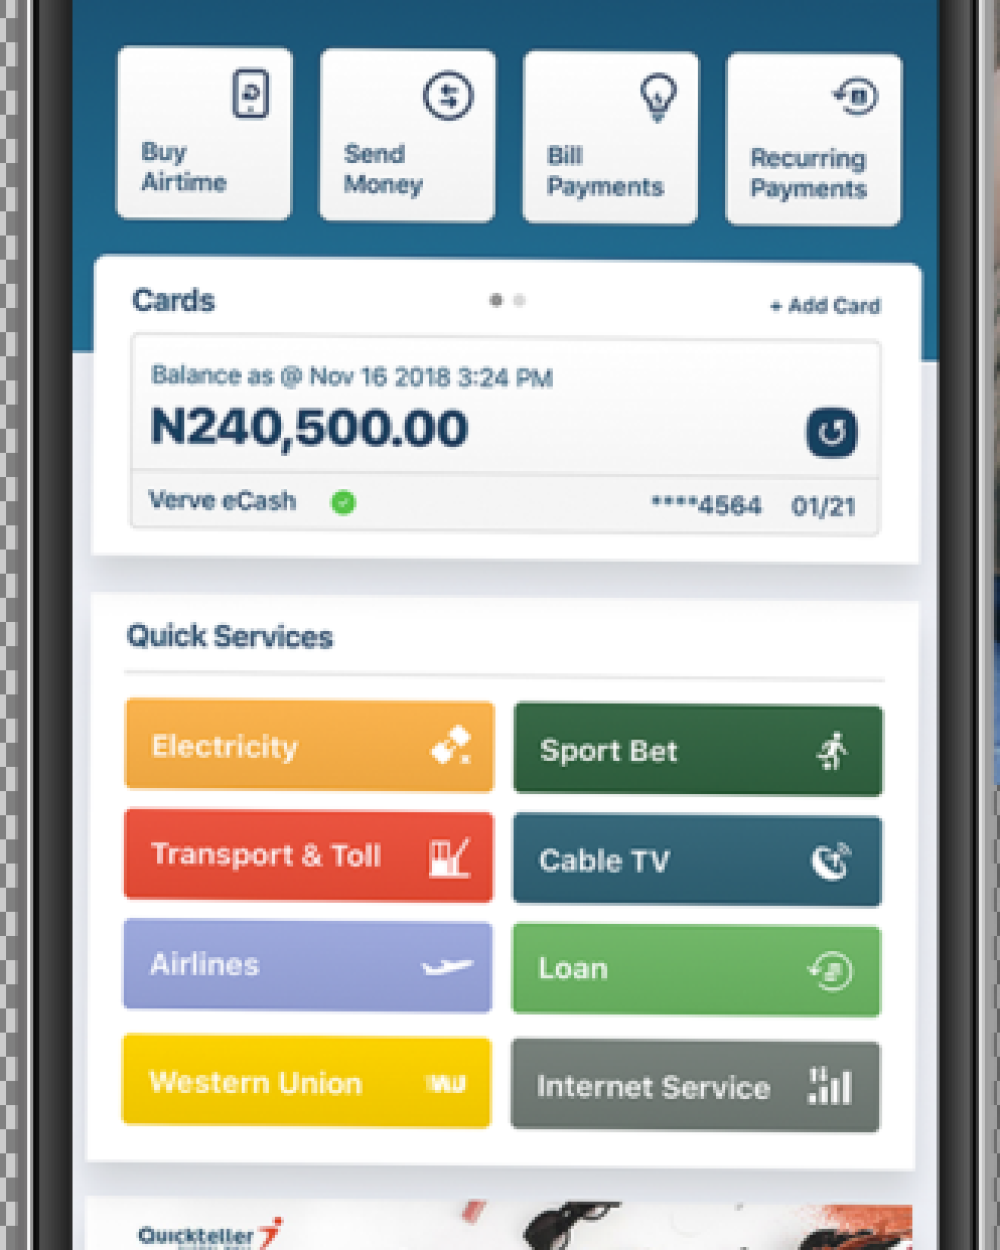 Buy
Airtime
Send
Money
Bill
Payments
Recurring
Payments
Cards
+ Add Card
Balance as @ Nov 16 2018 3:24 PM
N240,500.00
Verve eCash
****4564 01/21
Quick Services
Electricity
Sport Bet
Transport & Toll
Cable TV
Airlines
Loan
Western Union
WU
Internet Service
Quickteller